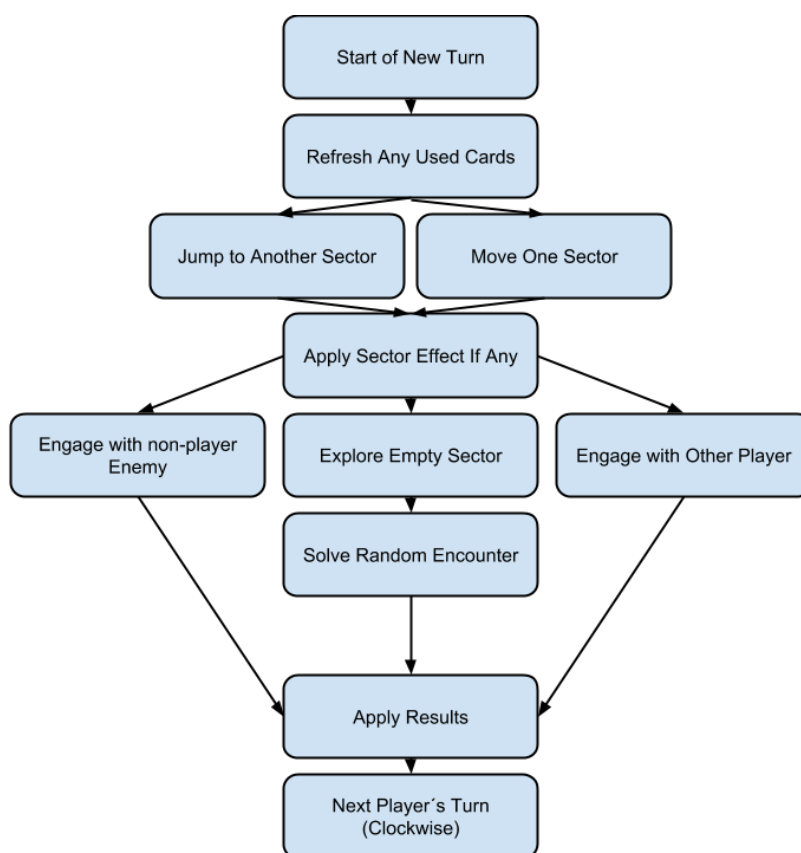 Start of New Turn
Refresh Any Used Cards
Jump to Another Sector
Move One Sector
Apply Sector Effect If Any
Engage with non-player
Enemy
Explore Empty Sector
Engage with Other Player
Solve Random Encounter
Apply Results
Next Player´s Turn
(Clockwise)